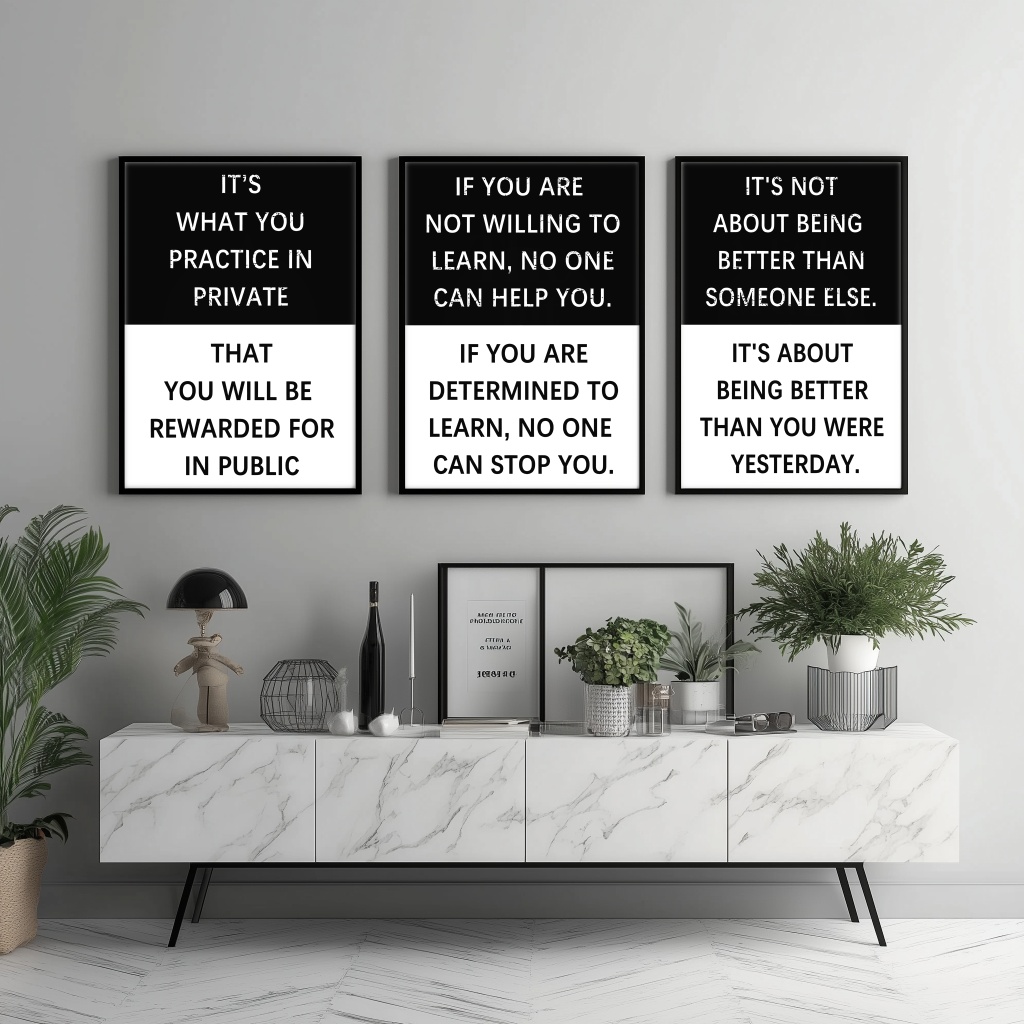 IT’S
WHAT YOU
PRACTICE IN
PRIVATE
THAT
YOU WILL BE
REWARDED FOR
IN PUBLIC
IF YOU ARE
NOT WILLING TO
LEARN, NO ONE
CAN HELP YOU.
IF YOU ARE
DETERMINED TO
LEARN, NO ONE
CAN STOP YOU.
IT'S NOT
ABOUT BEING
BETTER THAN
SOMEONE ELSE.
IT'S ABOUT
BEING BETTER
THAN YOU WERE
YESTERDAY.